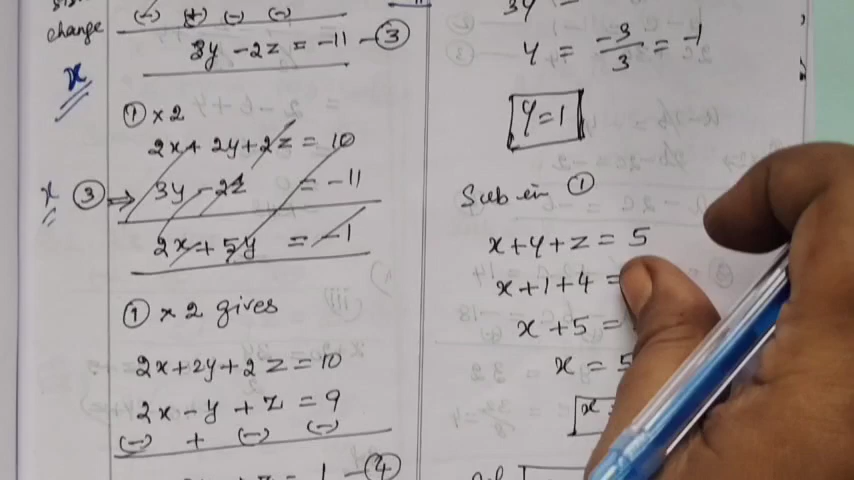 change
(-) (+) (-) (-)
3y - 2z = -11 - ③
x
① × 2
2x + 2y + 2z = 10
x ③ ⇒ 3y - 2z = -11
2x + 5y = -1
① × 2 gives
2x + 2y + 2z = 10
2x - y + z = 9
(-) + (-) (-)
④
3y =
y = -3/3 = -1
y = 1
Sub in ①
x + y + z = 5
x + 1 + 4 =
x + 5 =
x = 5
x =